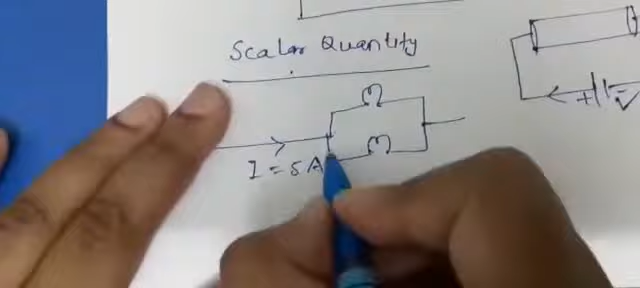 Scalar Quantity
I = 5A
+ V